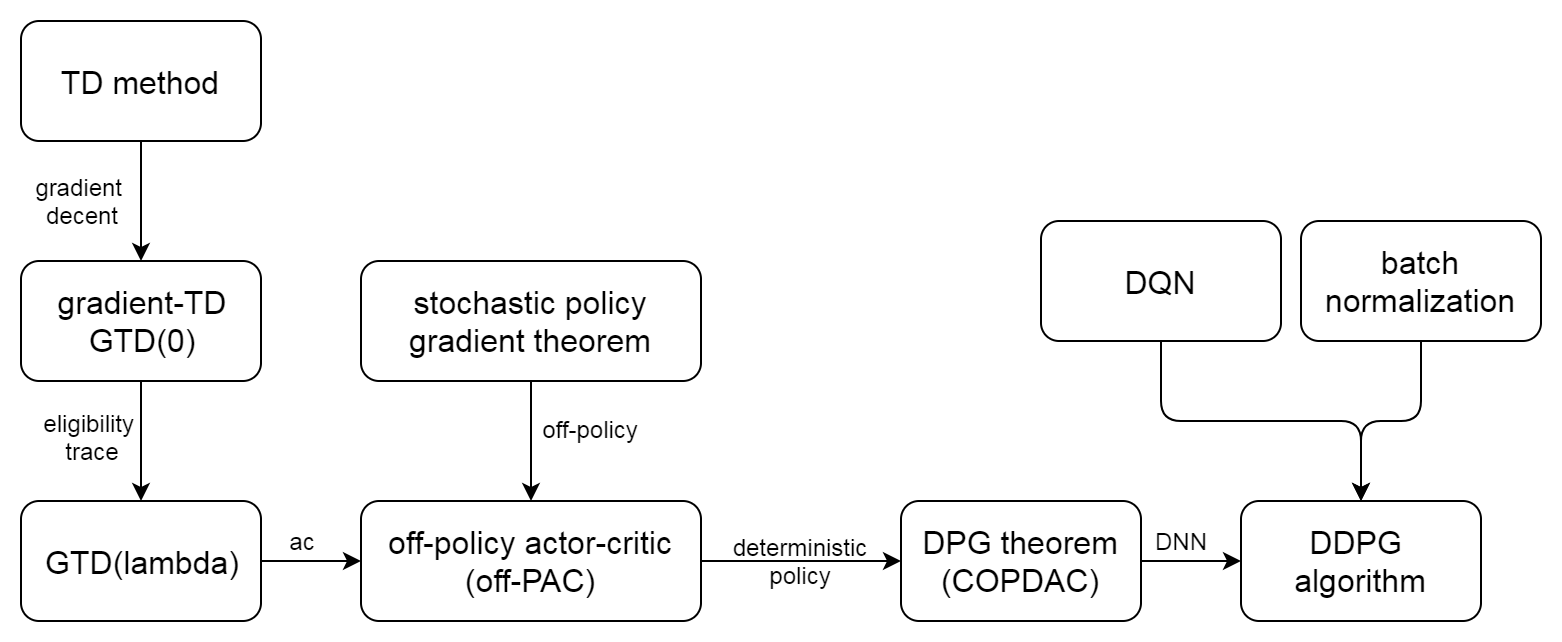 TD method
gradient
decent
gradient-TD
GTD(0)
stochastic policy
gradient theorem
DQN
batch
normalization
eligibility
trace
off-policy
GTD(lambda)
ac
off-policy actor-critic
(off-PAC)
deterministic
policy
DPG theorem
(COPDAC)
DNN
DDPG
algorithm